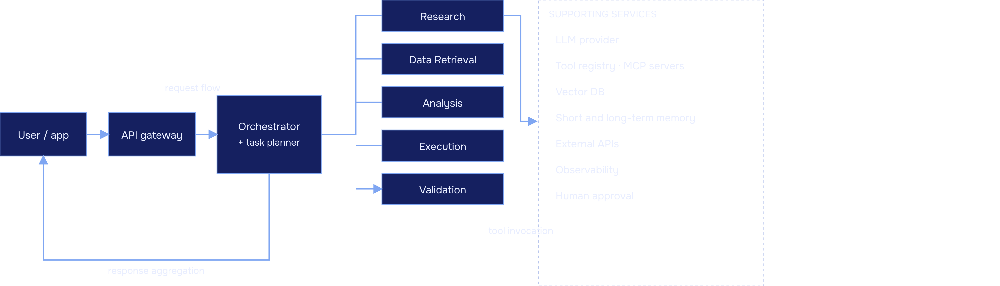 request flow
User / app
API gateway
Orchestrator
+ task planner
response aggregation
Research
Data Retrieval
Analysis
Execution
Validation
tool invocation
SUPPORTING SERVICES
LLM provider
Tool registry · MCP servers
Vector DB
Short and long-term memory
External APIs
Observability
Human approval